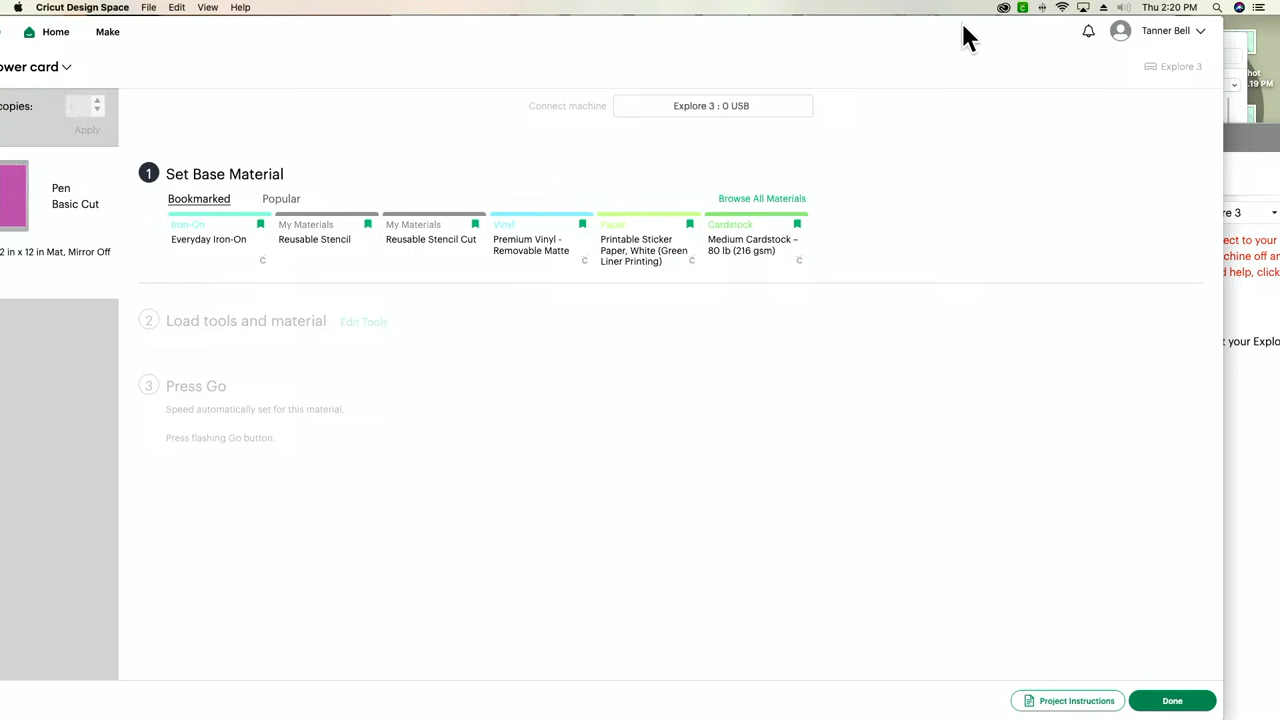 Cricut Design Space File Edit View Help
Thu 2:20 PM
Home Make
Tanner Bell
ower card
Explore 3
hot
.19 PM
copies:
Apply
Connect machine Explore 3 : 0 USB
Pen
Basic Cut
2 in x 12 in Mat, Mirror Off
1 Set Base Material
Bookmarked Popular Browse All Materials
Iron-On
Everyday Iron-On
C
My Materials
Reusable Stencil
My Materials
Reusable Stencil Cut
Vinyl
Premium Vinyl -
Removable Matte
C
Paper
Printable Sticker
Paper, White (Green
Liner Printing)
C
Cardstock
Medium Cardstock –
80 lb (216 gsm)
C
2 Load tools and material Edit Tools
3 Press Go
Speed automatically set for this material.
Press flashing Go button.
re 3
ect to your
chine off an
d help, click
t your Explo
Project Instructions Done